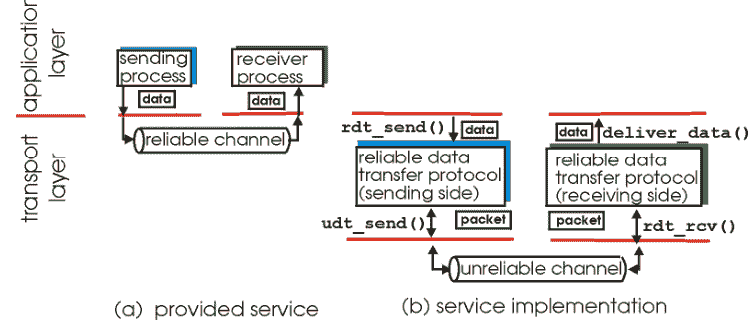 application
layer
transport
layer
sending
process
receiver
process
data
data
reliable channel
rdt_send()
data
data
deliver_data()
reliable data
transfer protocol
(sending side)
reliable data
transfer protocol
(receiving side)
udt_send()
packet
packet
rdt_rcv()
unreliable channel
(a) provided service
(b) service implementation